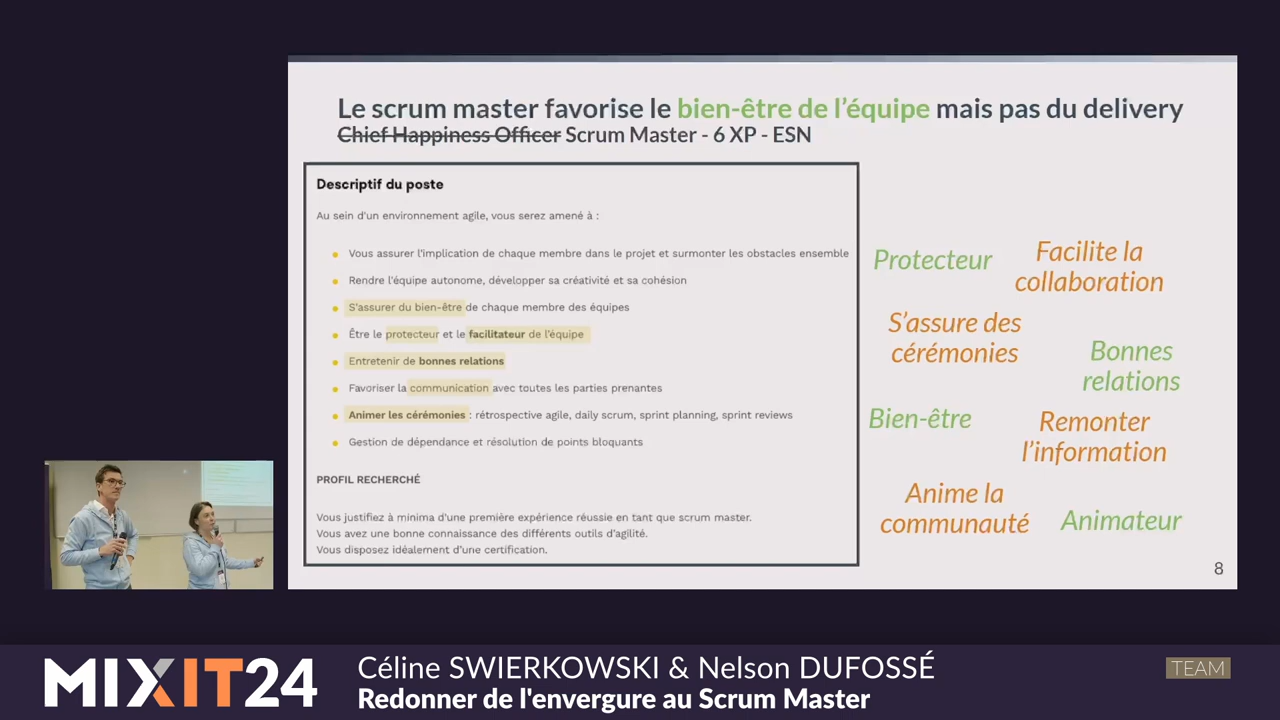 Le scrum master favorise le bien-être de l'équipe mais pas du delivery
Chief Happiness Officer Scrum Master - 6 XP - ESN
Descriptif du poste
Au sein d'un environnement agile, vous serez amené à :
Vous assurer l'implication de chaque membre dans le projet et surmonter les obstacles ensemble
Rendre l'équipe autonome, développer sa créativité et sa cohésion
S'assurer du bien-être de chaque membre des équipes
Être le protecteur et le facilitateur de l'équipe
Entretenir de bonnes relations
Favoriser la communication avec toutes les parties prenantes
Animer les cérémonies : rétrospective agile, daily scrum, sprint planning, sprint reviews
Gestion de dépendance et résolution de points bloquants
PROFIL RECHERCHÉ
Vous justifiez à minima d'une première expérience réussie en tant que scrum master.
Vous avez une bonne connaissance des différents outils d'agilité.
Vous disposez idéalement d'une certification.
Protecteur
Facilite la
collaboration
S'assure des
cérémonies
Bonnes
relations
Bien-être
Remonter
l'information
Anime la
communauté
Animateur
8
MIXIT24
Céline SWIERKOWSKI & Nelson DUFOSSÉ
Redonner de l'envergure au Scrum Master
TEAM